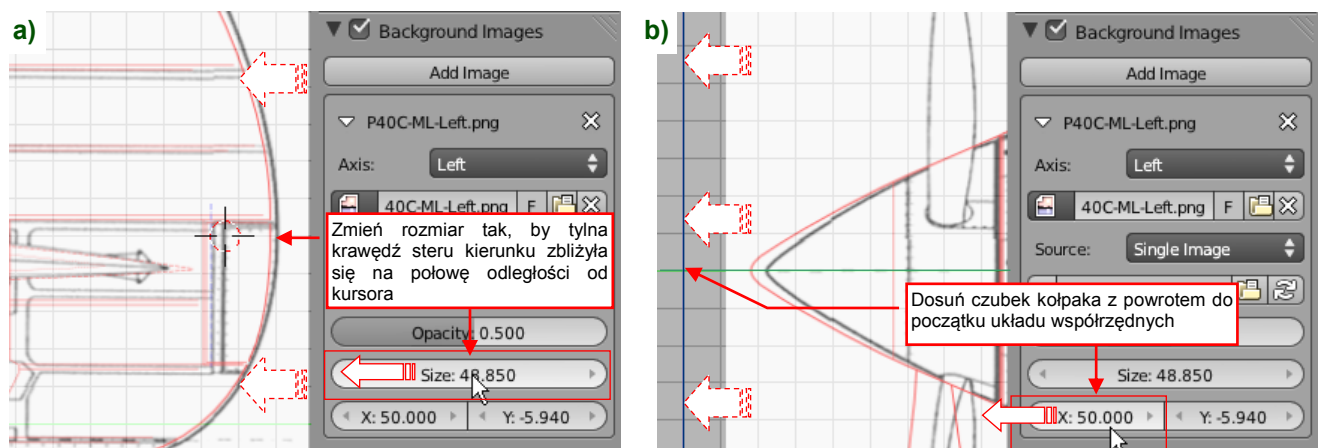 a)
Background Images
Add Image
P40C-ML-Left.png
Axis:
Left
40C-ML-Left.png F
Zmień rozmiar tak, by tylna
krawędź steru kierunku zbliżyła
się na połowę odległości od
kursora
Opacity: 0.500
Size: 48.850
X: 50.000 Y: -5.940
b)
Background Images
Add Image
P40C-ML-Left.png
Axis:
Left
40C-ML-Left.png F
Source:
Single Image
Dosuń czubek kołpaka z powrotem do
początku układu współrzędnych
Size: 48.850
X: 50.000 Y: -5.940